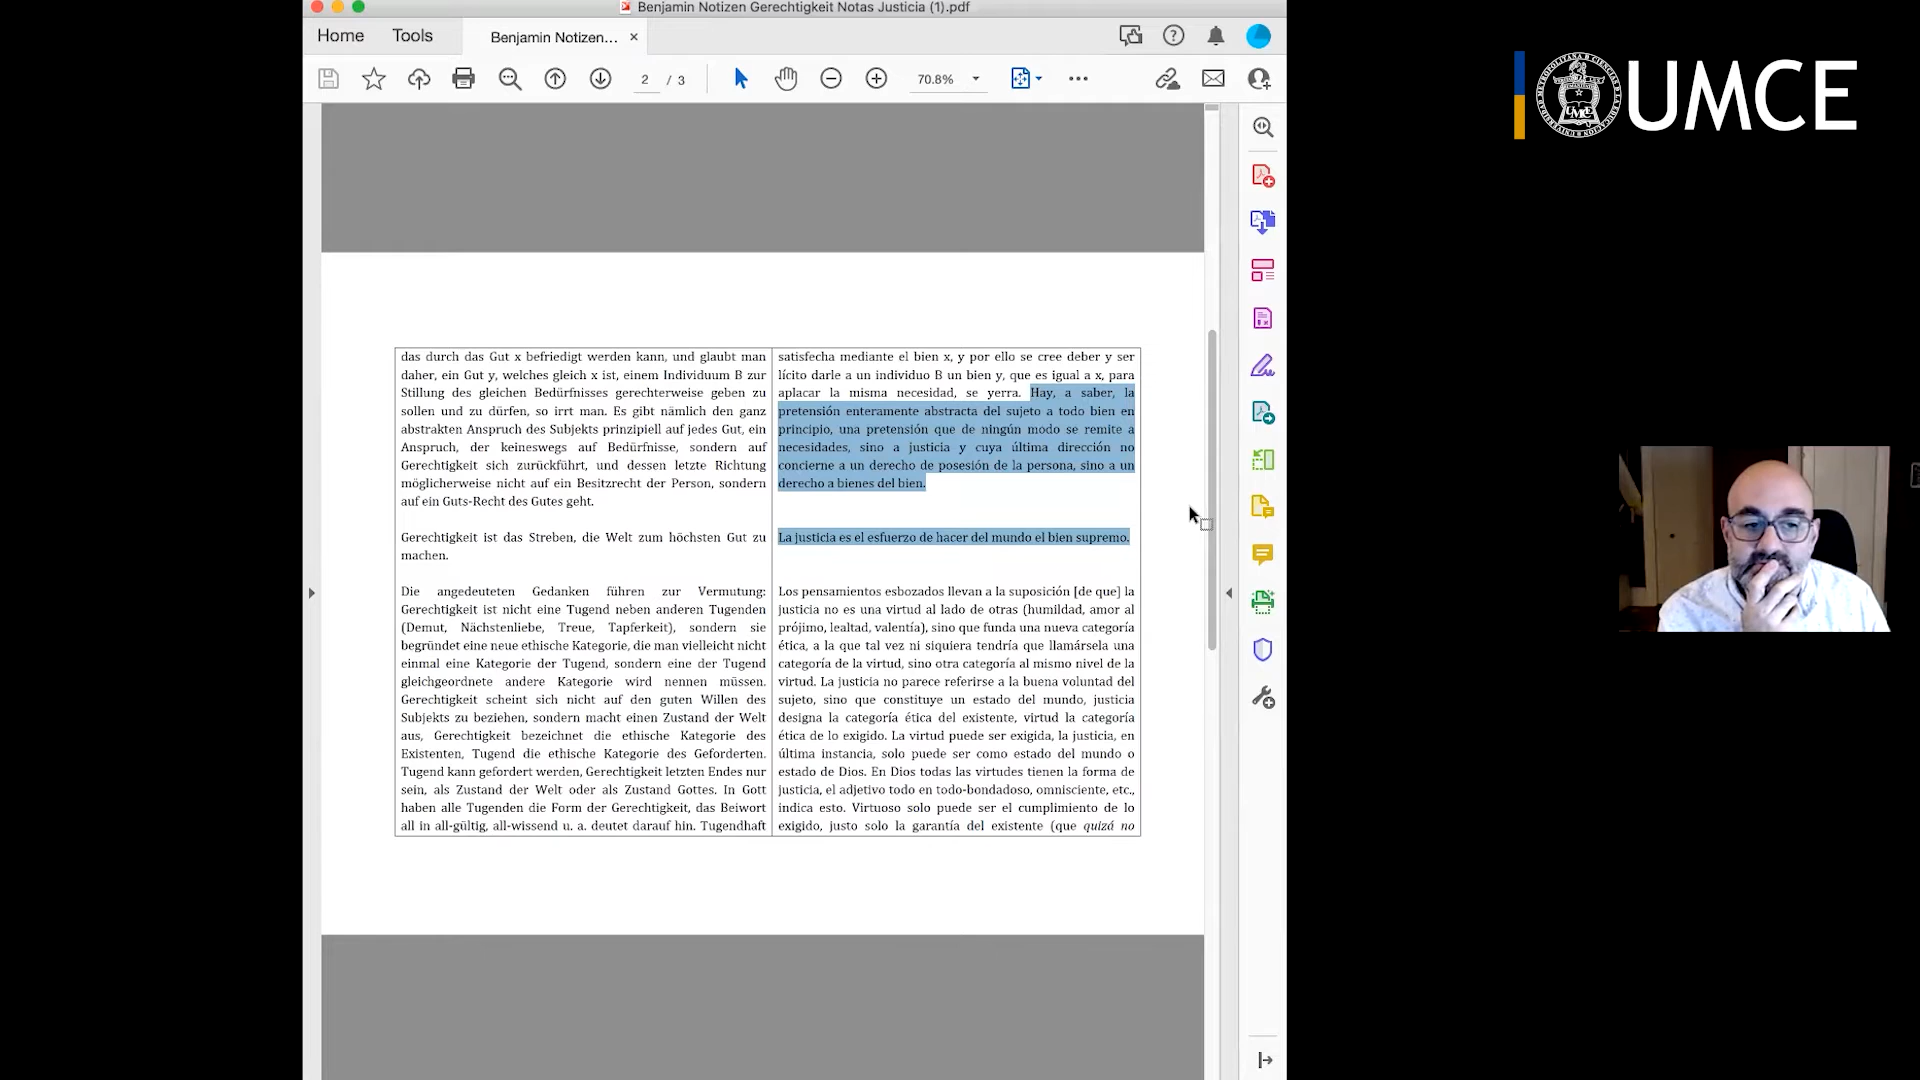 Benjamin Notizen Gerechtigkeit Notas Justicia (1).pdf
Home
Tools
Benjamin Notizen...
2 / 3
70.8%
UMCE
das durch das Gut x befriedigt werden kann, und glaubt man
daher, ein Gut y, welches gleich x ist, einem Individuum B zur
Stillung des gleichen Bedürfnisses gerechterweise geben zu
sollen und zu dürfen, so irrt man. Es gibt nämlich den ganz
abstrakten Anspruch des Subjekts prinzipiell auf jedes Gut, ein
Anspruch, der keineswegs auf Bedürfnisse, sondern auf
Gerechtigkeit sich zurückführt, und dessen letzte Richtung
möglicherweise nicht auf ein Besitzrecht der Person, sondern
auf ein Guts-Recht des Gutes geht.
Gerechtigkeit ist das Streben, die Welt zum höchsten Gut zu
machen.
Die angedeuteten Gedanken führen zur Vermutung:
Gerechtigkeit ist nicht eine Tugend neben anderen Tugenden
(Demut, Nächstenliebe, Treue, Tapferkeit), sondern sie
begründet eine neue ethische Kategorie, die man vielleicht nicht
einmal eine Kategorie der Tugend, sondern eine der Tugend
gleichgeordnete andere Kategorie wird nennen müssen.
Gerechtigkeit scheint sich nicht auf den guten Willen des
Subjekts zu beziehen, sondern macht einen Zustand der Welt
aus, Gerechtigkeit bezeichnet die ethische Kategorie des
Existenten, Tugend die ethische Kategorie des Geforderten.
Tugend kann gefordert werden, Gerechtigkeit letzten Endes nur
sein, als Zustand der Welt oder als Zustand Gottes. In Gott
haben alle Tugenden die Form der Gerechtigkeit, das Beiwort
all in all-gültig, all-wissend u. a. deutet darauf hin. Tugendhaft
satisfecha mediante el bien x, y por ello se cree deber y ser
lícito darle a un individuo B un bien y, que es igual a x, para
aplacar la misma necesidad, se yerra. Hay, a saber, la
pretensión enteramente abstracta del sujeto a todo bien en
principio, una pretensión que de ningún modo se remite a
necesidades, sino a justicia y cuya última dirección no
concierne a un derecho de posesión de la persona, sino a un
derecho a bienes del bien.
La justicia es el esfuerzo de hacer del mundo el bien supremo.
Los pensamientos esbozados llevan a la suposición [de que] la
justicia no es una virtud al lado de otras (humildad, amor al
prójimo, lealtad, valentía), sino que funda una nueva categoría
ética, a la que tal vez ni siquiera tendría que llamársela una
categoría de la virtud, sino otra categoría al mismo nivel de la
virtud. La justicia no parece referirse a la buena voluntad del
sujeto, sino que constituye un estado del mundo, justicia
designa la categoría ética del existente, virtud la categoría
ética de lo exigido. La virtud puede ser exigida, la justicia, en
última instancia, solo puede ser como estado del mundo o
estado de Dios. En Dios todas las virtudes tienen la forma de
justicia, el adjetivo todo en todo-bondadoso, omnisciente, etc.,
indica esto. Virtuoso solo puede ser el cumplimiento de lo
exigido, justo solo la garantía del existente (que quizá no